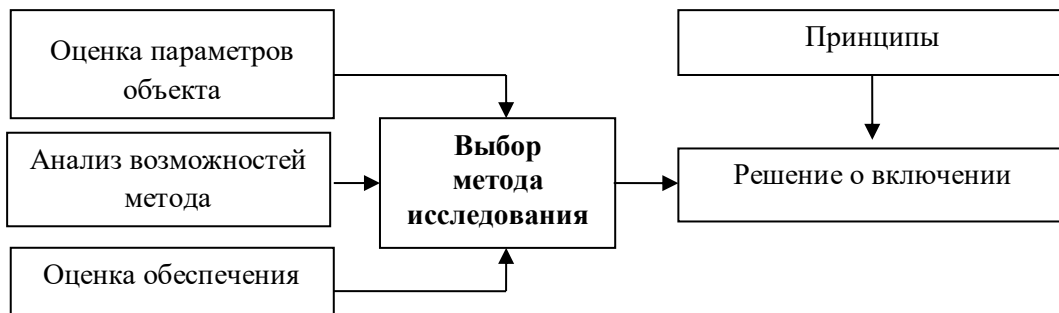 Оценка параметров
объекта
Анализ возможностей
метода
Оценка обеспечения
Выбор
метода
исследования
Принципы
Решение о включении